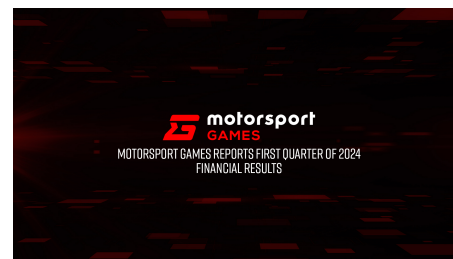 motorsport
GAMES
MOTORSPORT GAMES REPORTS FIRST QUARTER OF 2024
FINANCIAL RESULTS